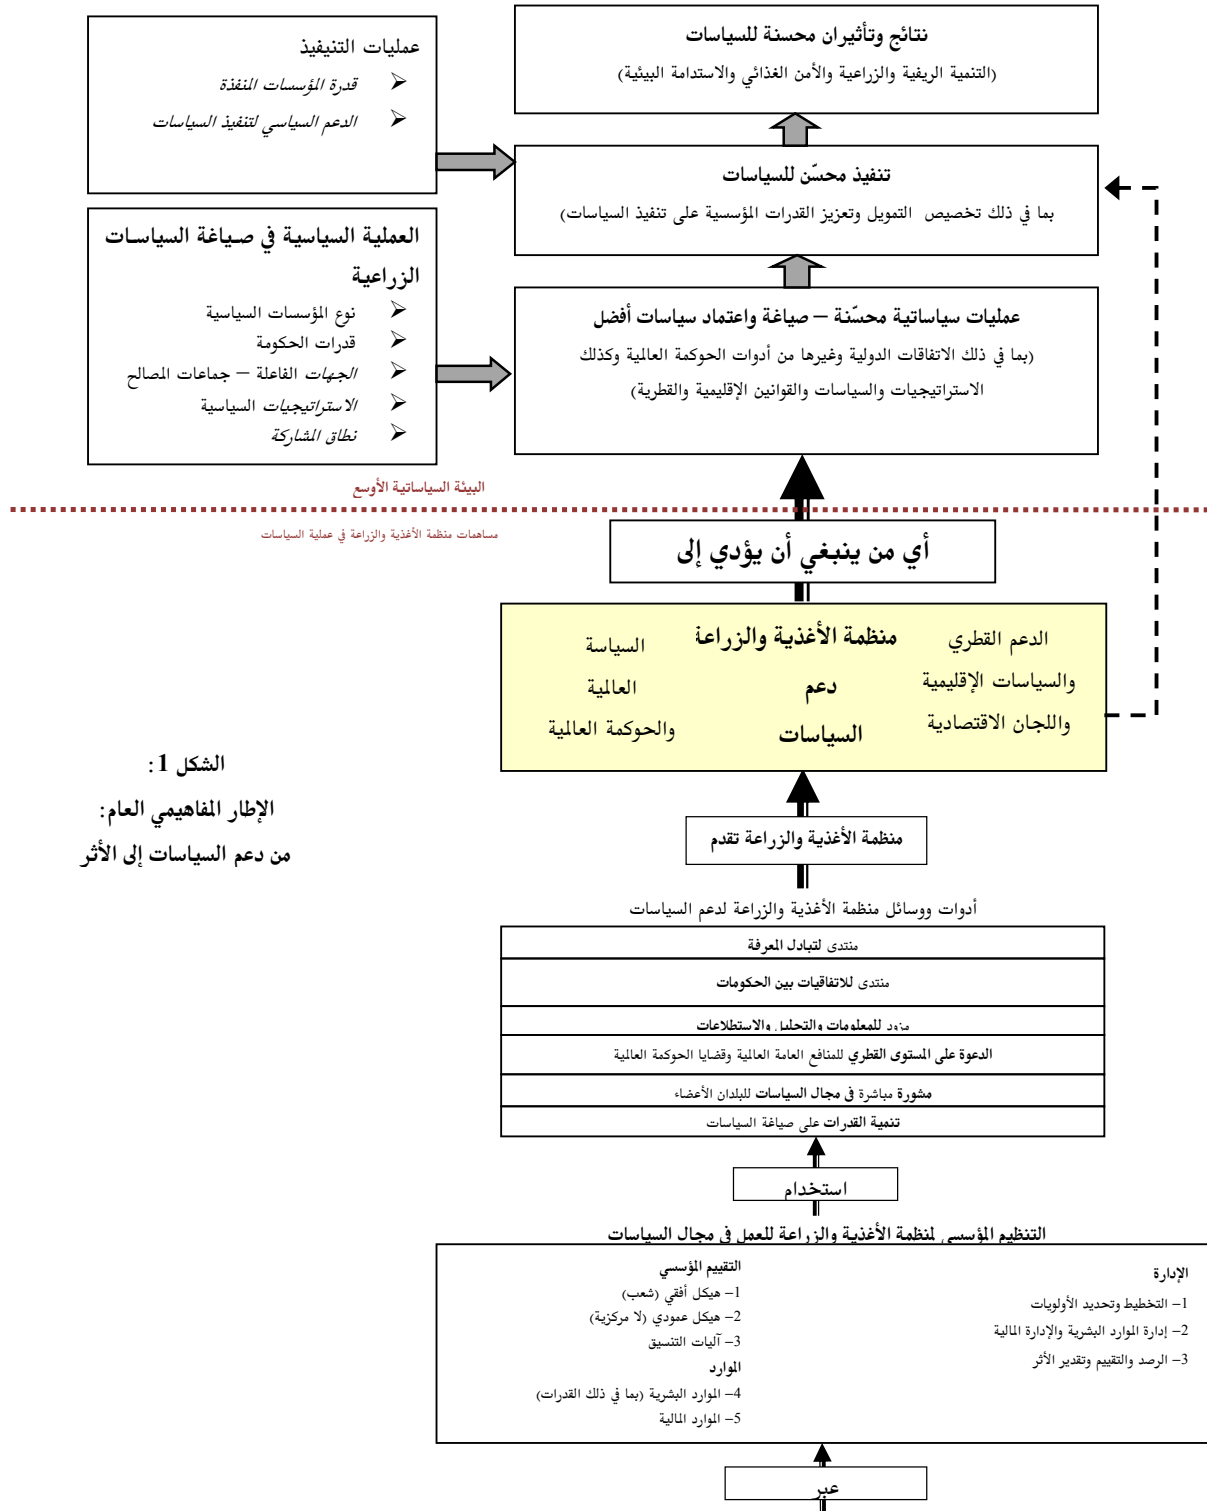 نتائج وتأثيران محسنة للسياسات
(التنمية الريفية والزراعية والأمن الغذائي والاستدامة البيئية)
عمليات التنيفيذ
قدرة المؤسسات المنفذة
الدعم السياسي لتنفيذ السياسات
تنفيذ محسّن للسياسات
بما في ذلك تخصيص التمويل وتعزيز القدرات المؤسسية على تنفيذ السياسات)
العملية السياسية في صياغة السياسات
الزراعية
نوع المؤسسات السياسية
قدرات الحكومة
الجهات الفاعلة – جماعات المصالح
الاستراتيجيات السياسية
نطاق المشاركة
عمليات سياساتية محسّنة – صياغة واعتماد سياسات أفضل
(بما في ذلك الاتفاقات الدولية وغيرها من أدوات الحوكمة العالمية وكذلك
الاستراتيجيات والسياسات والقوانين الإقليمية والقطرية)
البيئة السياساتية الأوسع
مساهمات منظمة الأغذية والزراعة في عملية السياسات
أي من ينبغي أن يؤدي إلى
الدعم القطري
والسياسات الإقليمية
واللجان الاقتصادية
منظمة الأغذية والزراعة
دعم
السياسات
السياسة
العالمية
والحوكمة العالمية
الشكل 1:
الإطار المفاهيمي العام:
من دعم السياسات إلى الأثر
منظمة الأغذية والزراعة تقدم
أدوات ووسائل منظمة الأغذية والزراعة لدعم السياسات
منتدى لتبادل المعرفة
منتدى للاتفاقيات بين الحكومات
مزود للمعلومات والتحليل والاستطلاعات
الدعوة على المستوى القطري للمنافع العامة العالمية وقضايا الحوكمة العالمية
مشورة مباشرة في مجال السياسات للبلدان الأعضاء
تنمية القدرات على صياغة السياسات
استخدام
التنظيم المؤسسي لمنظمة الأغذية والزراعة للعمل في مجال السياسات
الإدارة
1– التخطيط وتحديد الأولويات
2– إدارة الموارد البشرية والإدارة المالية
3– الرصد والتقييم وتقدير الأثر
التقييم المؤسسي
1– هيكل أفقي (شعب)
2– هيكل عمودي (لا مركزية)
3– آليات التنسيق
الموارد
4– الموارد البشرية (بما في ذلك القدرات)
5– الموارد المالية
عبر